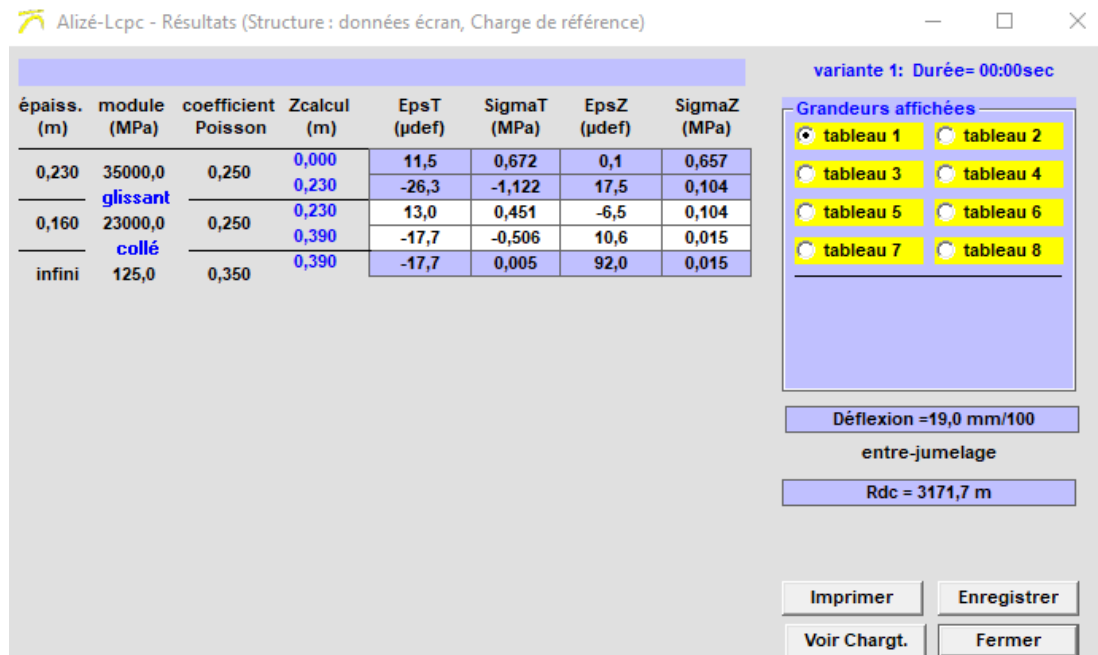 Alizé-Lcpc - Résultats (Structure : données écran, Charge de référence)
variante 1: Durée= 00:00sec
épaiss. module coefficient Zcalcul EpsT SigmaT EpsZ SigmaZ
(m) (MPa) Poisson (m) (µdef) (MPa) (µdef) (MPa)
0,000 11,5 0,672 0,1 0,657
0,230 35000,0 0,250
0,230 -26,3 -1,122 17,5 0,104
glissant
0,230 13,0 0,451 -6,5 0,104
0,160 23000,0 0,250
0,390 -17,7 -0,506 10,6 0,015
collé
0,390 -17,7 0,005 92,0 0,015
infini 125,0 0,350
Grandeurs affichées
tableau 1 tableau 2
tableau 3 tableau 4
tableau 5 tableau 6
tableau 7 tableau 8
Déflexion =19,0 mm/100
entre-jumelage
Rdc = 3171,7 m
Imprimer Enregistrer
Voir Chargt. Fermer